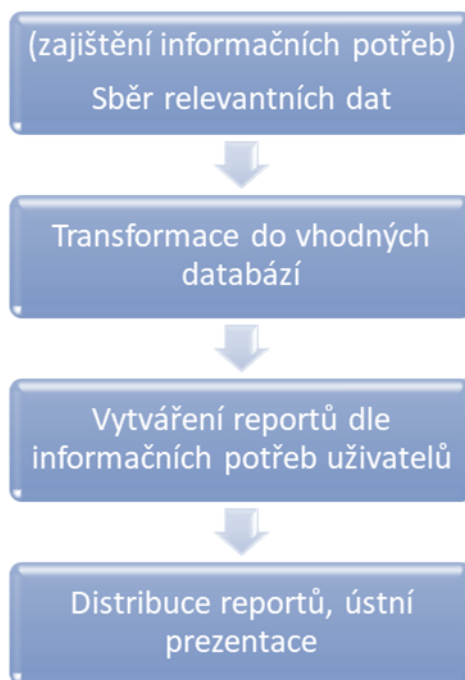 (zajištění informačních potřeb)
Sběr relevantních dat
Transformace do vhodných
databází
Vytváření reportů dle
informačních potřeb uživatelů
Distribuce reportů, ústní
prezentace